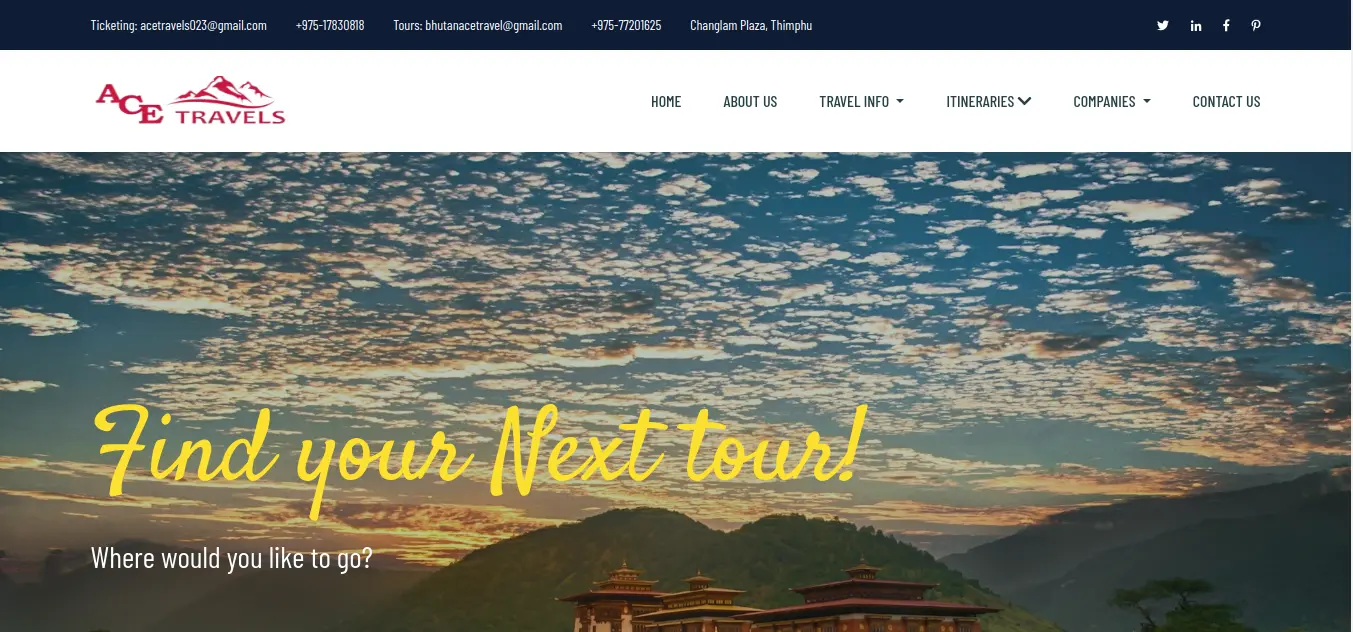 Ticketing: acetravels023@gmail.com +975-17830818 Tours: bhutanacetravel@gmail.com +975-77201625 Changlam Plaza, Thimphu
ACE TRAVELS
HOME ABOUT US TRAVEL INFO ITINERARIES COMPANIES CONTACT US
Find your Next tour!
Where would you like to go?